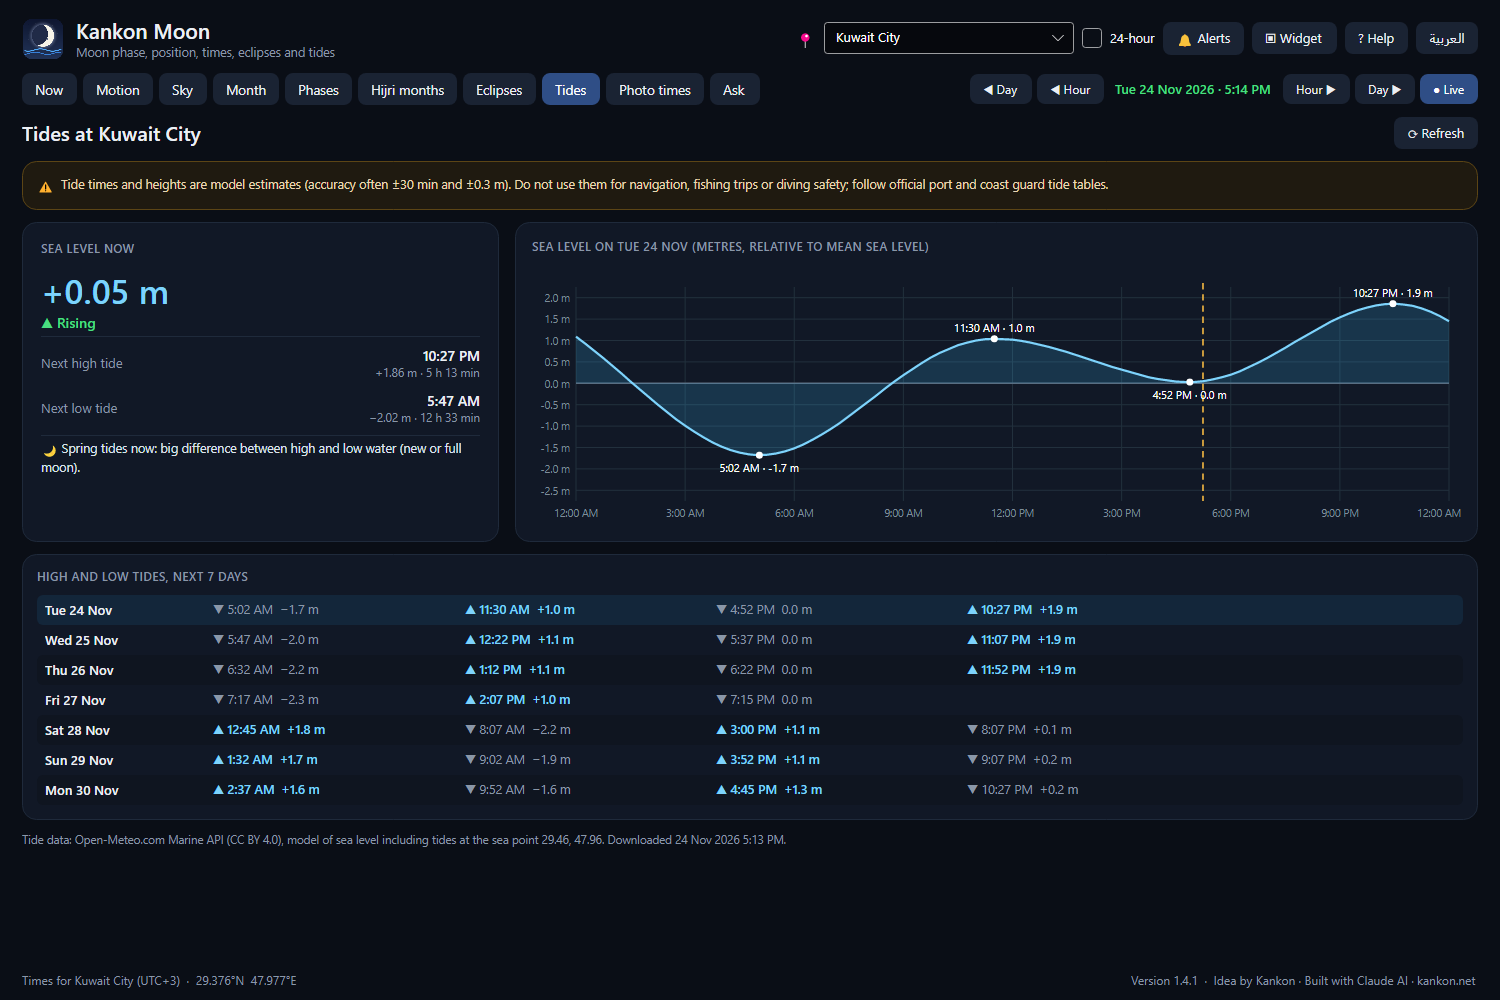 Kankon Moon
Moon phase, position, times, eclipses and tides
Kuwait City
24-hour
Alerts
Widget
? Help
العربية
Now
Motion
Sky
Month
Phases
Hijri months
Eclipses
Tides
Photo times
Ask
◀ Day
◀ Hour
Tue 24 Nov 2026 · 5:14 PM
Hour ▶
Day ▶
● Live
Tides at Kuwait City
⟳ Refresh
Tide times and heights are model estimates (accuracy often ±30 min and ±0.3 m). Do not use them for navigation, fishing trips or diving safety; follow official port and coast guard tide tables.
SEA LEVEL NOW
+0.05 m
▲ Rising
Next high tide
10:27 PM
+1.86 m · 5 h 13 min
Next low tide
5:47 AM
−2.02 m · 12 h 33 min
Spring tides now: big difference between high and low water (new or full
moon).
SEA LEVEL ON TUE 24 NOV (METRES, RELATIVE TO MEAN SEA LEVEL)
2.0 m
1.5 m
1.0 m
0.5 m
0.0 m
-0.5 m
-1.0 m
-1.5 m
-2.0 m
-2.5 m
5:02 AM · -1.7 m
11:30 AM · 1.0 m
4:52 PM · 0.0 m
10:27 PM · 1.9 m
12:00 AM
3:00 AM
6:00 AM
9:00 AM
12:00 PM
3:00 PM
6:00 PM
9:00 PM
12:00 AM
HIGH AND LOW TIDES, NEXT 7 DAYS
Tue 24 Nov ▼ 5:02 AM −1.7 m ▲ 11:30 AM +1.0 m ▼ 4:52 PM 0.0 m ▲ 10:27 PM +1.9 m
Wed 25 Nov ▼ 5:47 AM −2.0 m ▲ 12:22 PM +1.1 m ▼ 5:37 PM 0.0 m ▲ 11:07 PM +1.9 m
Thu 26 Nov ▼ 6:32 AM −2.2 m ▲ 1:12 PM +1.1 m ▼ 6:22 PM 0.0 m ▲ 11:52 PM +1.9 m
Fri 27 Nov ▼ 7:17 AM −2.3 m ▲ 2:07 PM +1.0 m ▼ 7:15 PM 0.0 m
Sat 28 Nov ▲ 12:45 AM +1.8 m ▼ 8:07 AM −2.2 m ▲ 3:00 PM +1.1 m ▼ 8:07 PM +0.1 m
Sun 29 Nov ▲ 1:32 AM +1.7 m ▼ 9:02 AM −1.9 m ▲ 3:52 PM +1.1 m ▼ 9:07 PM +0.2 m
Mon 30 Nov ▲ 2:37 AM +1.6 m ▼ 9:52 AM −1.6 m ▲ 4:45 PM +1.3 m ▼ 10:27 PM +0.2 m
Tide data: Open-Meteo.com Marine API (CC BY 4.0), model of sea level including tides at the sea point 29.46, 47.96. Downloaded 24 Nov 2026 5:13 PM.
Times for Kuwait City (UTC+3) · 29.376°N 47.977°E
Version 1.4.1 · Idea by Kankon · Built with Claude AI · kankon.net